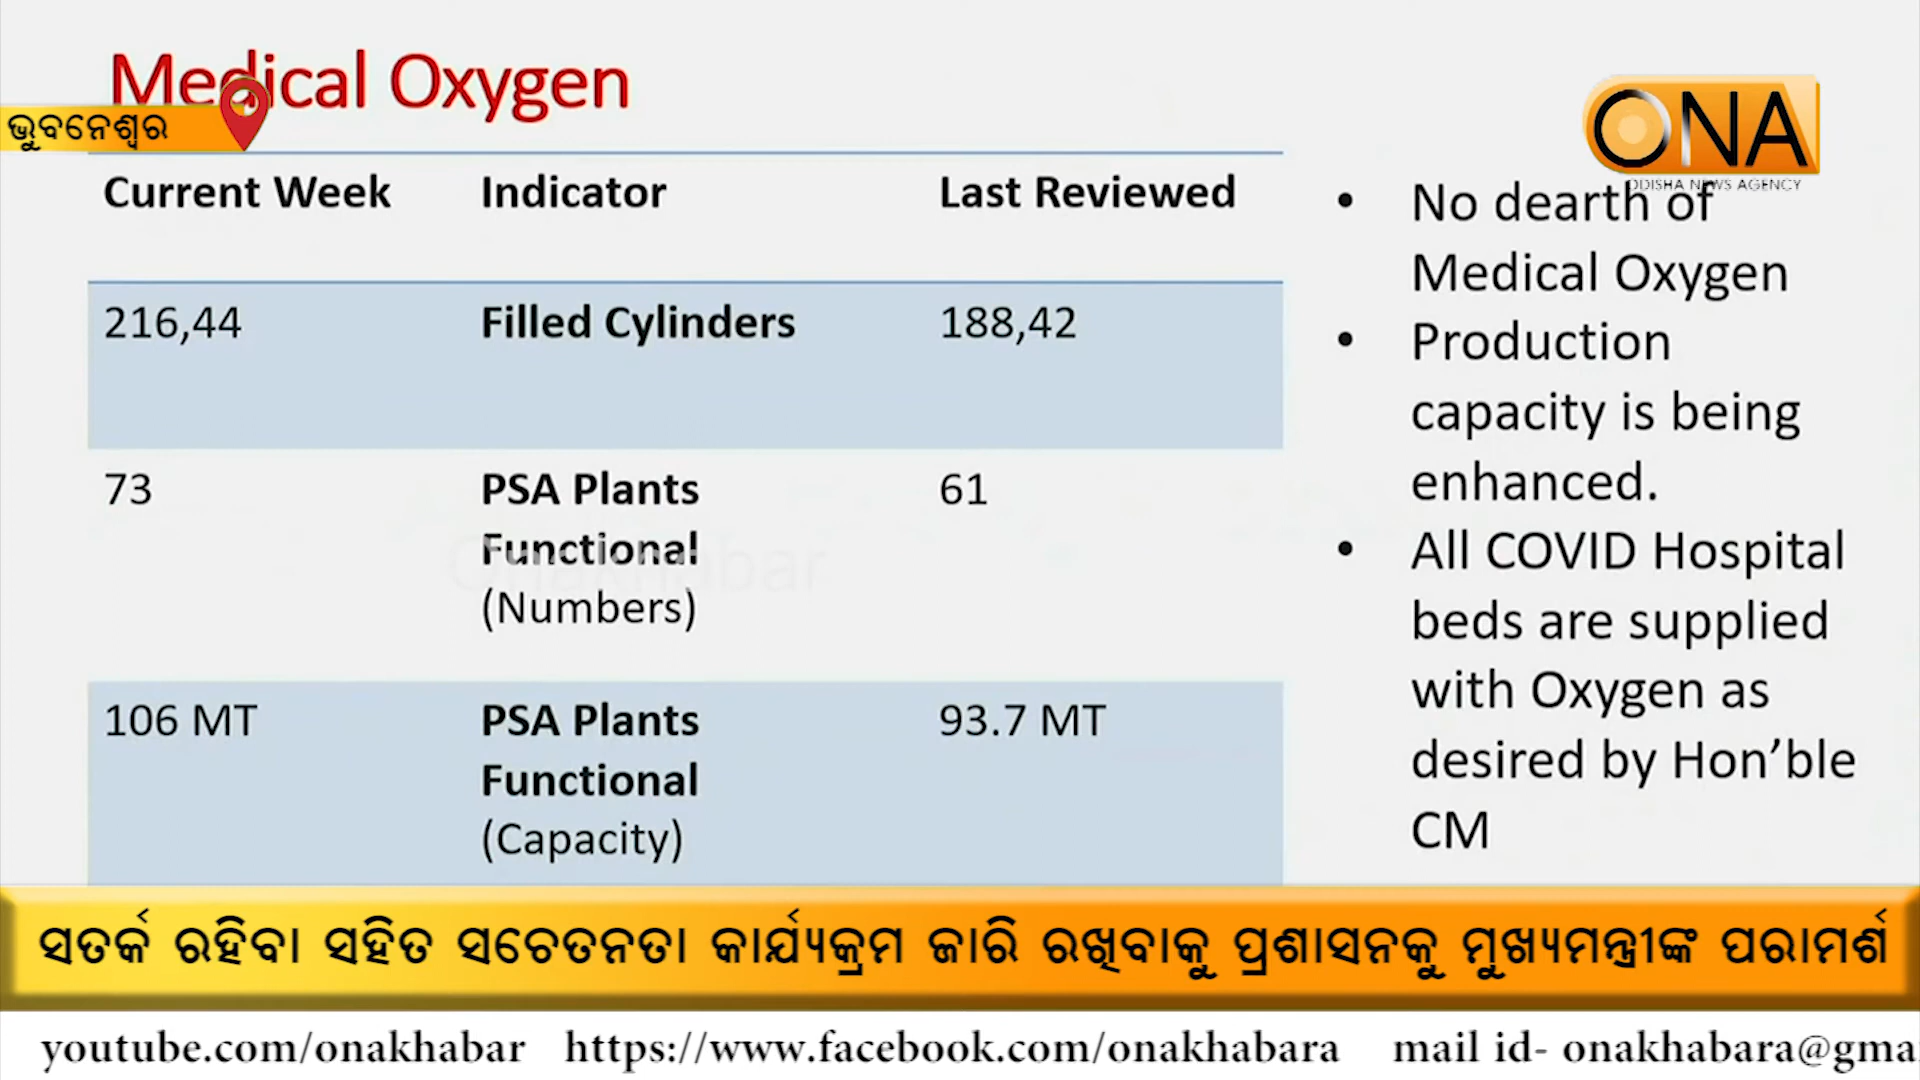 Medical Oxygen
ଭୁବନେଶ୍ୱର
ONA
ODISHA NEWS AGENCY
Current Week Indicator Last Reviewed
216,44 Filled Cylinders 188,42
73 PSA Plants 61
Functional
(Numbers)
106 MT PSA Plants 93.7 MT
Functional
(Capacity)
• No dearth of
Medical Oxygen
• Production
capacity is being
enhanced.
• All COVID Hospital
beds are supplied
with Oxygen as
desired by Hon’ble
CM
Onakhabar
ସତର୍କ ରହିବା ସହିତ ସଚେତନତା କାର୍ଯ୍ୟକ୍ରମ ଜାରି ରଖିବାକୁ ପ୍ରଶାସନକୁ ମୁଖ୍ୟମନ୍ତ୍ରୀଙ୍କ ପରାମର୍ଶ
youtube.com/onakhabar https://www.facebook.com/onakhabara mail id- onakhabara@gma